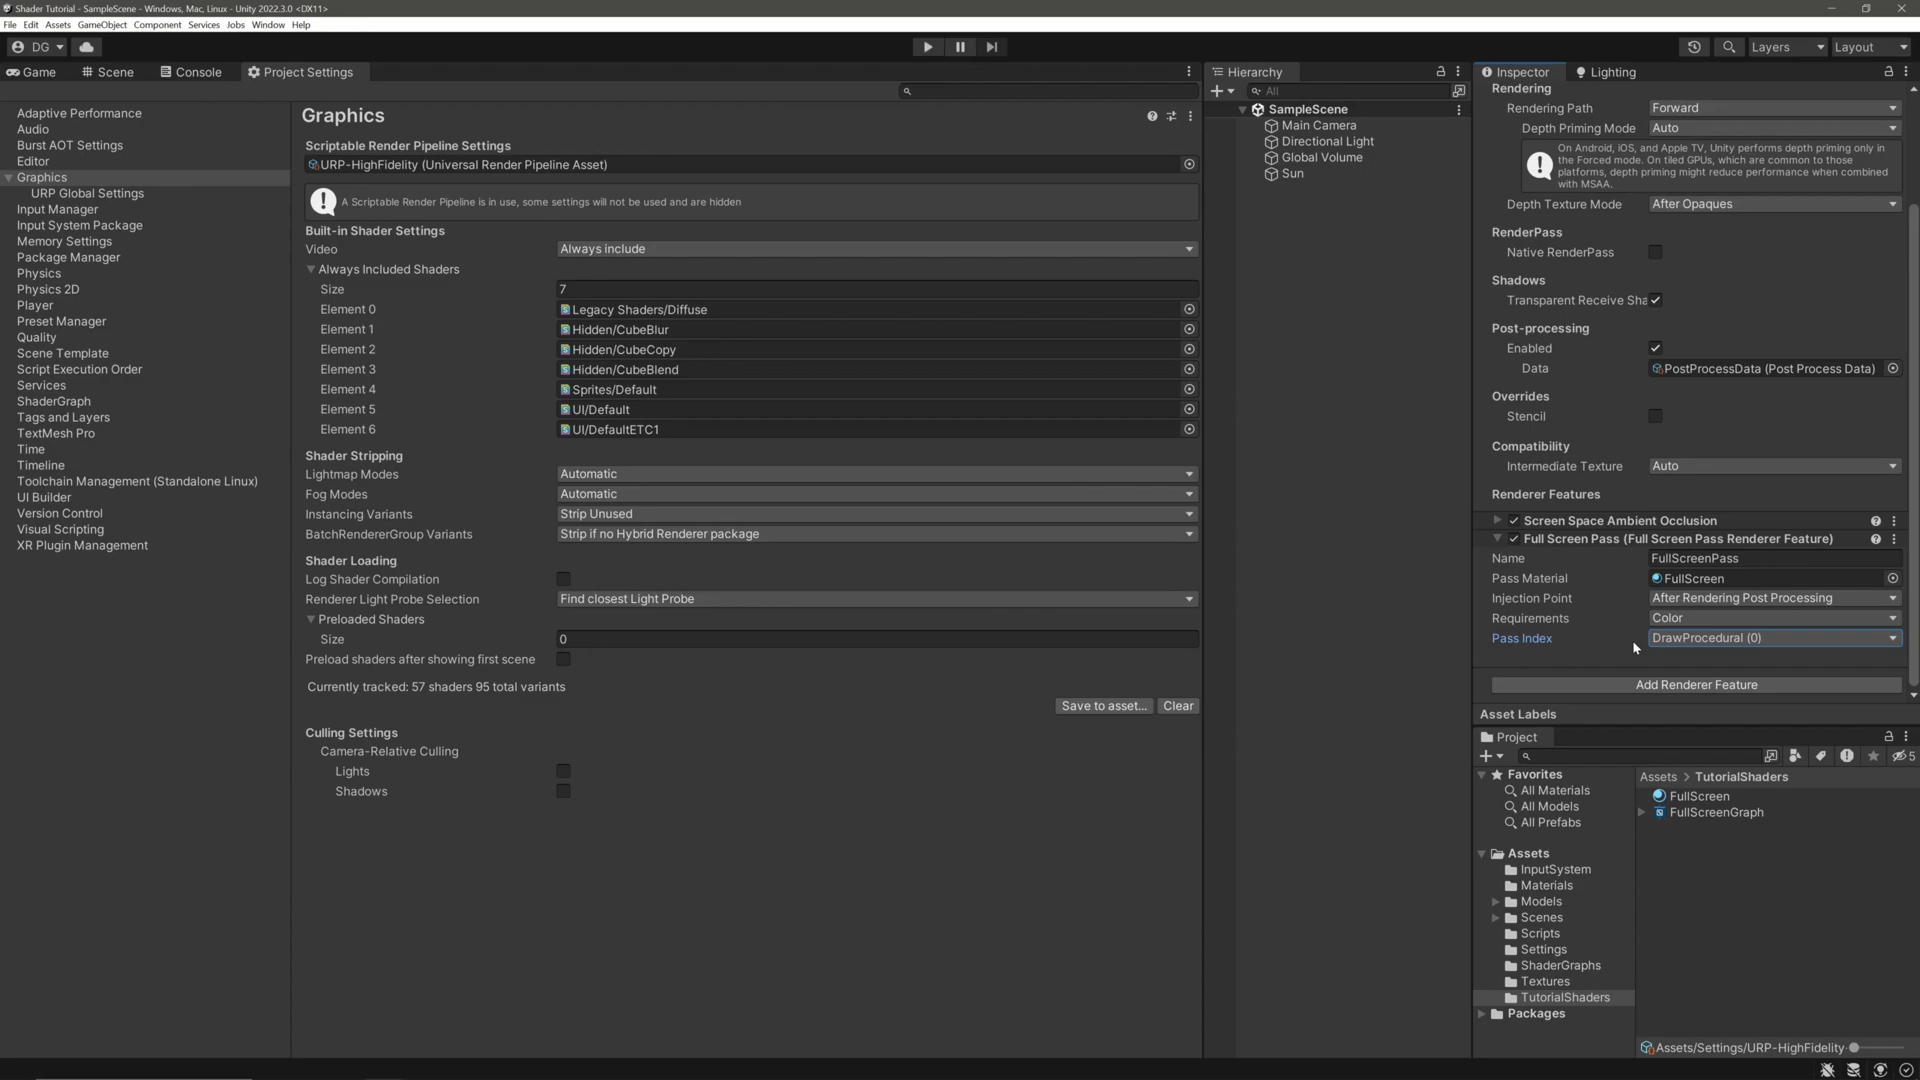 Shader Tutorial - SampleScene - Windows, Mac, Linux - Unity 2022.3.0 <DX11>
File Edit Assets GameObject Component Services Jobs Window Help
DG
Layers
Layout
Game
Scene
Console
Project Settings
Adaptive Performance
Audio
Burst AOT Settings
Editor
Graphics
URP Global Settings
Input Manager
Input System Package
Memory Settings
Package Manager
Physics
Physics 2D
Player
Preset Manager
Quality
Scene Template
Script Execution Order
Services
ShaderGraph
Tags and Layers
TextMesh Pro
Time
Timeline
Toolchain Management (Standalone Linux)
UI Builder
Version Control
Visual Scripting
XR Plugin Management
Graphics
Scriptable Render Pipeline Settings
URP-HighFidelity (Universal Render Pipeline Asset)
A Scriptable Render Pipeline is in use, some settings will not be used and are hidden
Built-in Shader Settings
Video Always include
Always Included Shaders
Size 7
Element 0 Legacy Shaders/Diffuse
Element 1 Hidden/CubeBlur
Element 2 Hidden/CubeCopy
Element 3 Hidden/CubeBlend
Element 4 Sprites/Default
Element 5 UI/Default
Element 6 UI/DefaultETC1
Shader Stripping
Lightmap Modes Automatic
Fog Modes Automatic
Instancing Variants Strip Unused
BatchRendererGroup Variants Strip if no Hybrid Renderer package
Shader Loading
Log Shader Compilation
Renderer Light Probe Selection Find closest Light Probe
Preloaded Shaders
Size 0
Preload shaders after showing first scene
Currently tracked: 57 shaders 95 total variants
Save to asset... Clear
Culling Settings
Camera-Relative Culling
Lights
Shadows
Hierarchy
All
SampleScene
Main Camera
Directional Light
Global Volume
Sun
Inspector
Lighting
Rendering
Rendering Path Forward
Depth Priming Mode Auto
On Android, iOS, and Apple TV, Unity performs depth priming only in
the Forced mode. On tiled GPUs, which are common to those
platforms, depth priming might reduce performance when combined
with MSAA.
Depth Texture Mode After Opaques
RenderPass
Native RenderPass
Shadows
Transparent Receive Sha
Post-processing
Enabled
Data PostProcessData (Post Process Data)
Overrides
Stencil
Compatibility
Intermediate Texture Auto
Renderer Features
Screen Space Ambient Occlusion
Full Screen Pass (Full Screen Pass Renderer Feature)
Name FullScreenPass
Pass Material FullScreen
Injection Point After Rendering Post Processing
Requirements Color
Pass Index DrawProcedural (0)
Add Renderer Feature
Asset Labels
Project
5
Favorites
All Materials
All Models
All Prefabs
Assets
InputSystem
Materials
Models
Scenes
Scripts
Settings
ShaderGraphs
Textures
TutorialShaders
Packages
Assets > TutorialShaders
FullScreen
FullScreenGraph
Assets/Settings/URP-HighFidelity-